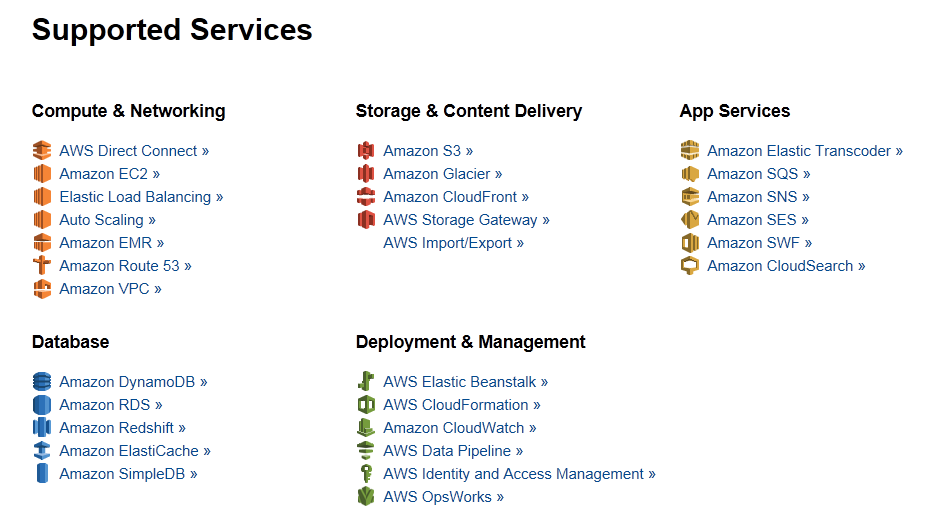 Supported Services
Compute & Networking
AWS Direct Connect »
Amazon EC2 »
Elastic Load Balancing »
Auto Scaling »
Amazon EMR »
Amazon Route 53 »
Amazon VPC »
Storage & Content Delivery
Amazon S3 »
Amazon Glacier »
Amazon CloudFront »
AWS Storage Gateway »
AWS Import/Export »
App Services
Amazon Elastic Transcoder »
Amazon SQS »
Amazon SNS »
Amazon SES »
Amazon SWF »
Amazon CloudSearch »
Database
Amazon DynamoDB »
Amazon RDS »
Amazon Redshift »
Amazon ElastiCache »
Amazon SimpleDB »
Deployment & Management
AWS Elastic Beanstalk »
AWS CloudFormation »
Amazon CloudWatch »
AWS Data Pipeline »
AWS Identity and Access Management »
AWS OpsWorks »